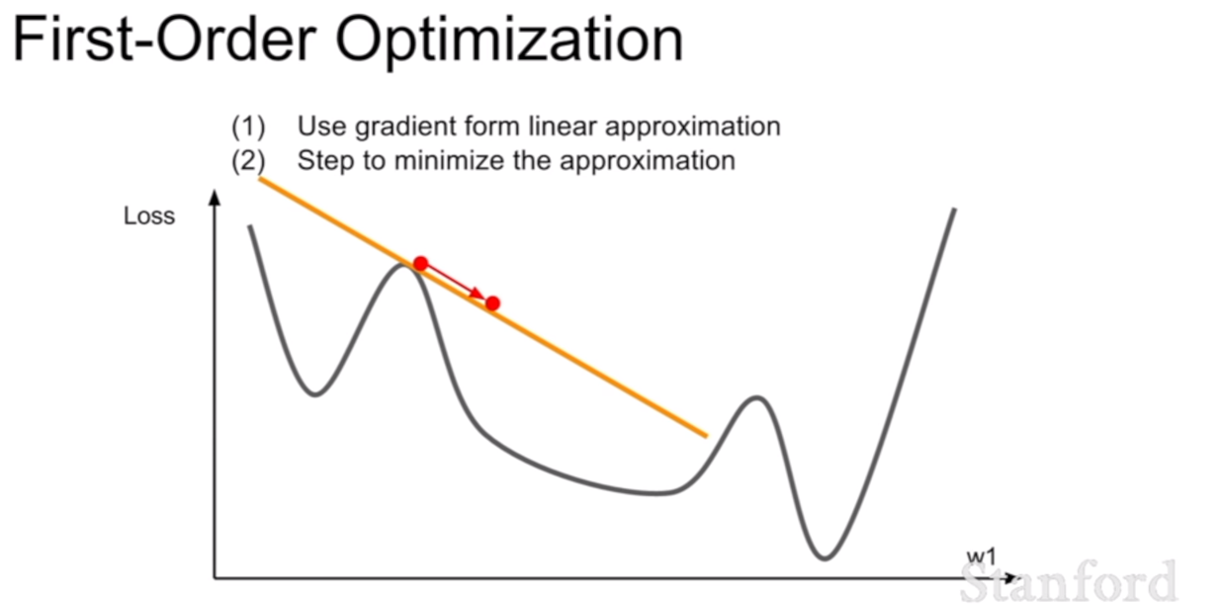 First-Order Optimization
(1) Use gradient form linear approximation
(2) Step to minimize the approximation
Loss
w1
Stanford